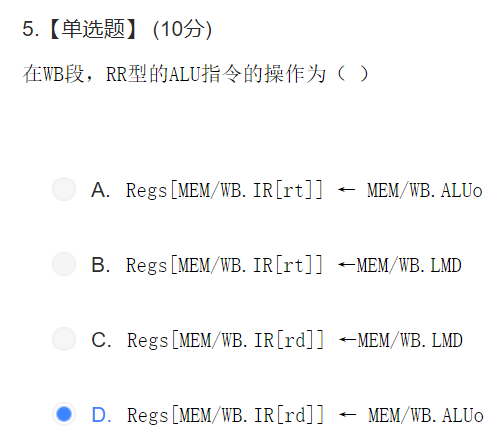 5.【单选题】 (10分)
在WB段，RR型的ALU指令的操作为（ ）
A. Regs[MEM/WB.IR[rt]] ← MEM/WB.ALUo
B. Regs[MEM/WB.IR[rt]] ←MEM/WB.LMD
C. Regs[MEM/WB.IR[rd]] ←MEM/WB.LMD
D. Regs[MEM/WB.IR[rd]] ← MEM/WB.ALUo